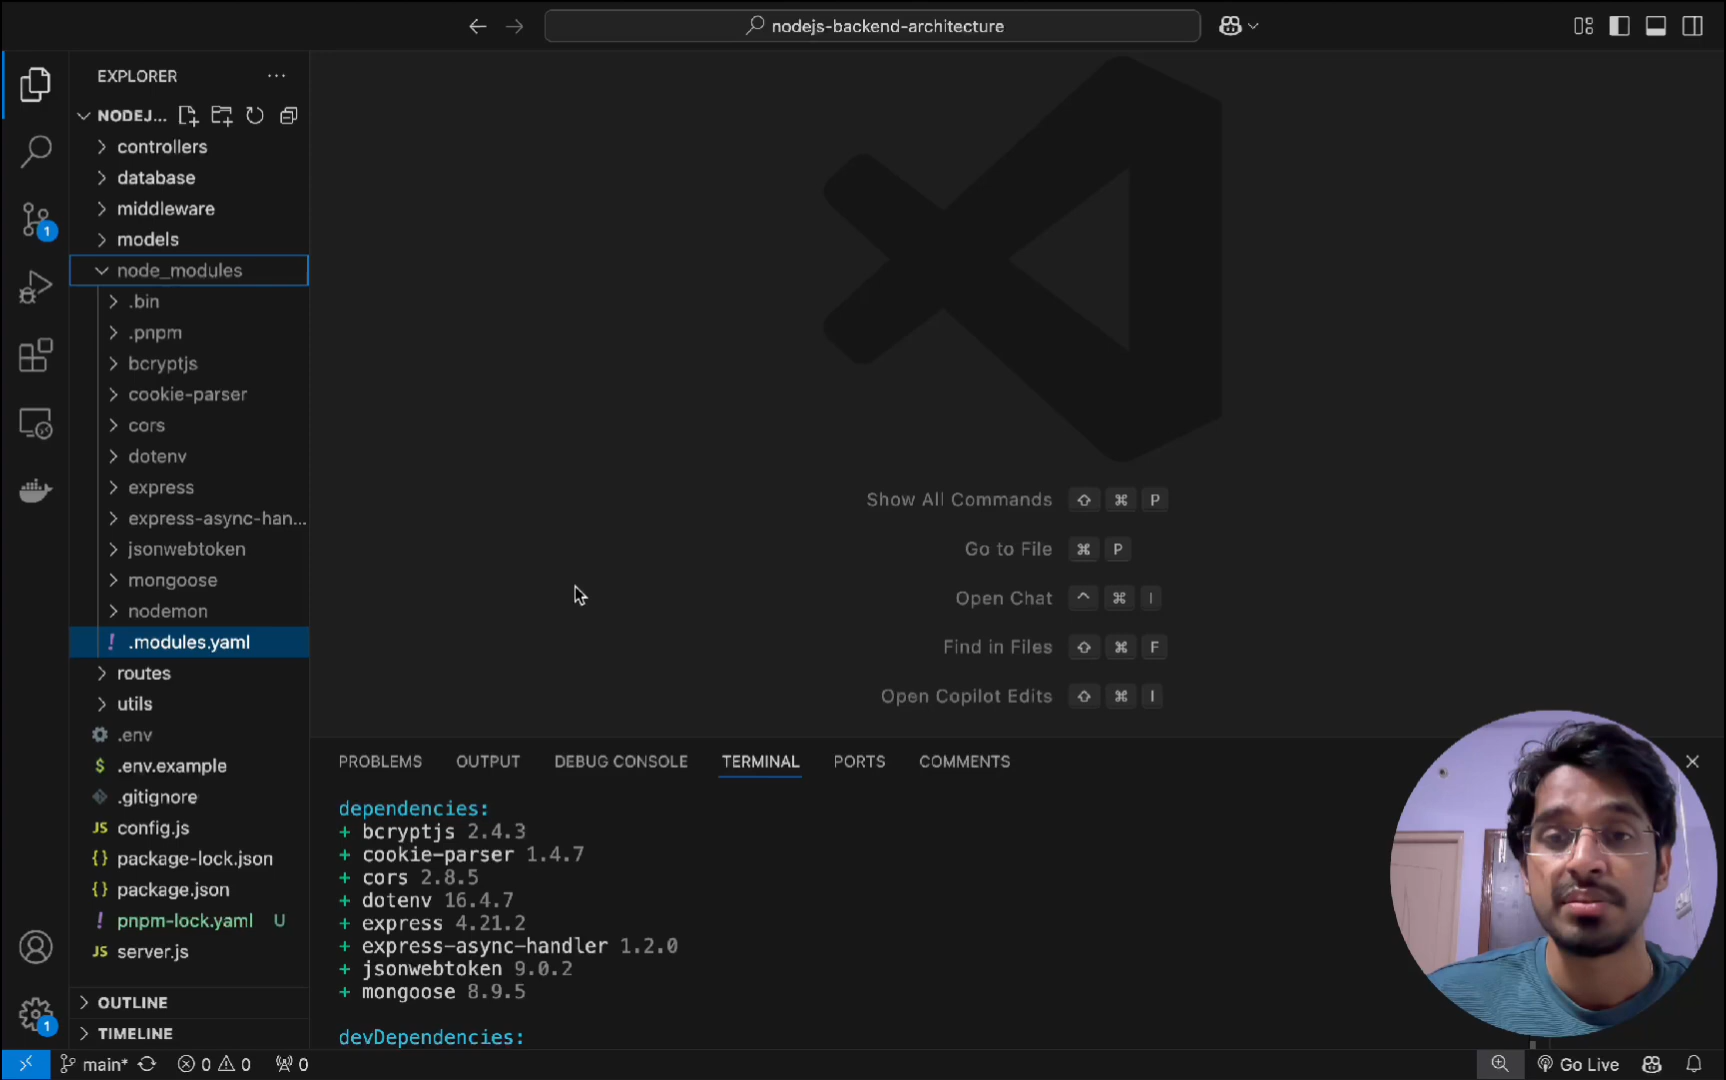 nodejs-backend-architecture
EXPLORER
NODEJ...
controllers
database
middleware
models
node_modules
.bin
.pnpm
bcryptjs
cookie-parser
cors
dotenv
express
express-async-han...
jsonwebtoken
mongoose
nodemon
! .modules.yaml
routes
utils
.env
$ .env.example
.gitignore
JS config.js
{} package-lock.json
{} package.json
! pnpm-lock.yaml U
JS server.js
OUTLINE
TIMELINE
1
1
Show All Commands ⇧ ⌘ P
Go to File ⌘ P
Open Chat ^ ⌘ I
Find in Files ⇧ ⌘ F
Open Copilot Edits ⇧ ⌘ I
PROBLEMS OUTPUT DEBUG CONSOLE TERMINAL PORTS COMMENTS
dependencies:
+ bcryptjs 2.4.3
+ cookie-parser 1.4.7
+ cors 2.8.5
+ dotenv 16.4.7
+ express 4.21.2
+ express-async-handler 1.2.0
+ jsonwebtoken 9.0.2
+ mongoose 8.9.5
devDependencies:
main* 0 0 0 Go Live